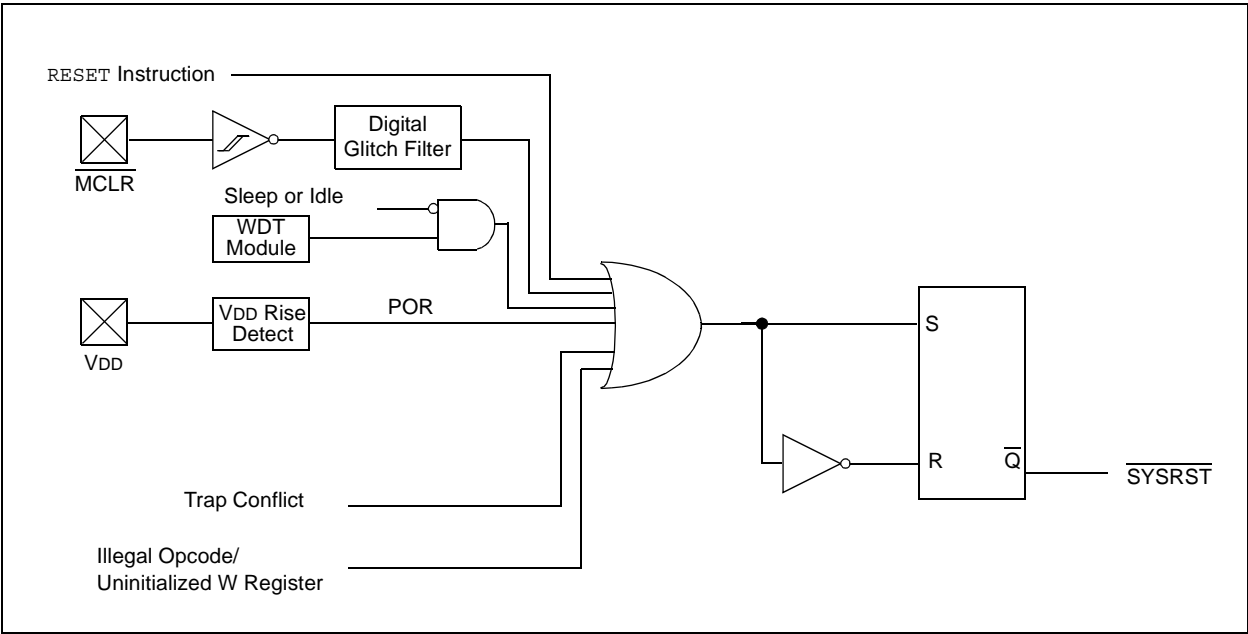 RESET Instruction
Digital
Glitch Filter
MCLR
Sleep or Idle
WDT
Module
VDD Rise
Detect
POR
VDD
S
R
Q
SYSRST
Trap Conflict
Illegal Opcode/
Uninitialized W Register